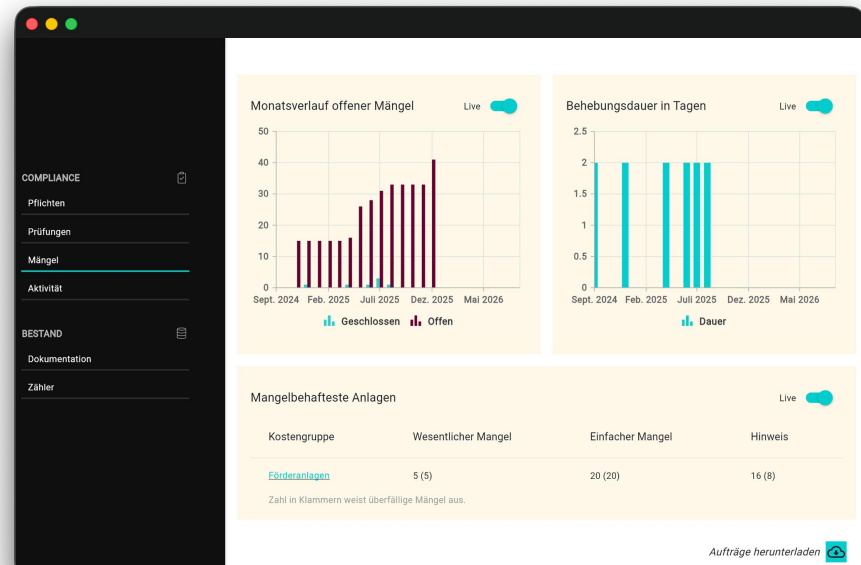 COMPLIANCE
Pflichten
Prüfungen
Mängel
Aktivität
BESTAND
Dokumentation
Zähler
Monatsverlauf offener Mängel
Live
50
40
30
20
10
0
Sept. 2024 Feb. 2025 Juli 2025 Dez. 2025 Mai 2026
Geschlossen Offen
Behebungsdauer in Tagen
Live
2.5
2
1.5
1
0.5
0
Sept. 2024 Feb. 2025 Juli 2025 Dez. 2025 Mai 2026
Dauer
Mangelbehafteste Anlagen
Live
Kostengruppe Wesentlicher Mangel Einfacher Mangel Hinweis
Förderanlagen 5 (5) 20 (20) 16 (8)
Zahl in Klammern weist überfällige Mängel aus.
Aufträge herunterladen